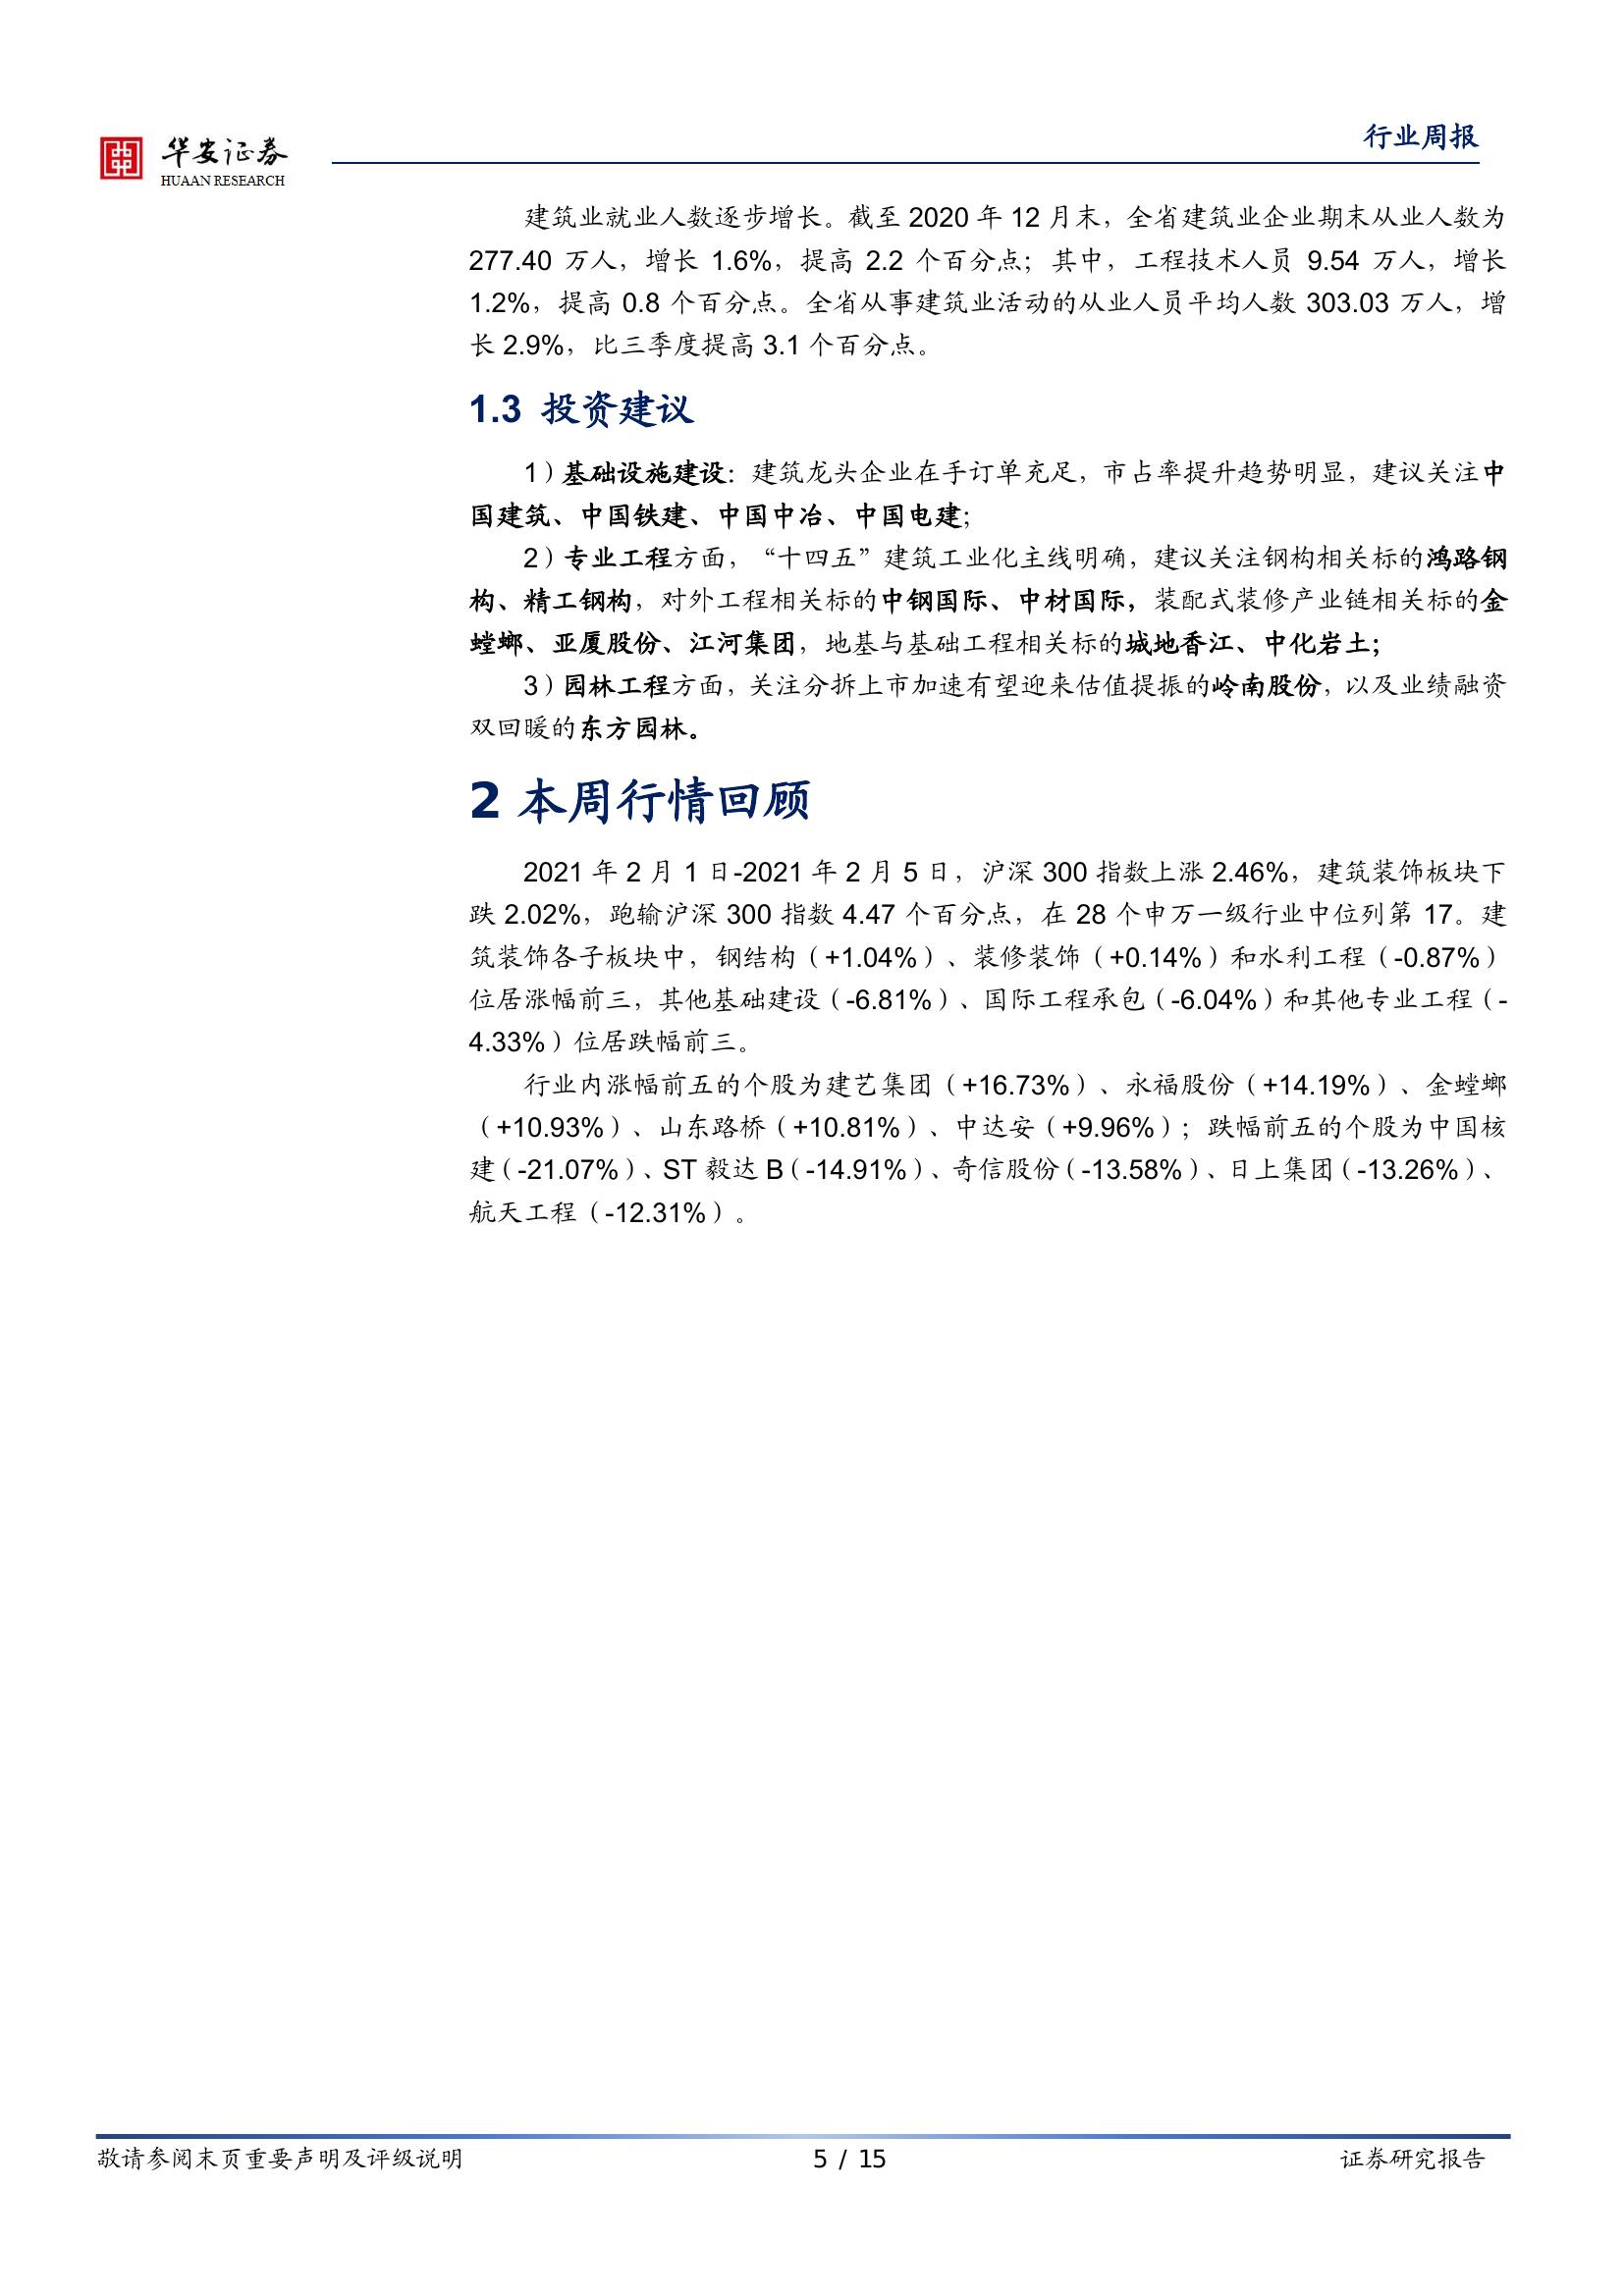 华安证券
HUAAN RESEARCH
行业周报
建筑业就业人数逐步增长。截至 2020 年 12 月末，全省建筑业企业期末从业人数为
277.40 万人，增长 1.6%，提高 2.2 个百分点；其中，工程技术人员 9.54 万人，增长
1.2%，提高 0.8 个百分点。全省从事建筑业活动的从业人员平均人数 303.03 万人，增
长 2.9%，比三季度提高 3.1 个百分点。
1.3 投资建议
1）基础设施建设：建筑龙头企业在手订单充足，市占率提升趋势明显，建议关注中
国建筑、中国铁建、中国中冶、中国电建；
2）专业工程方面，“十四五”建筑工业化主线明确，建议关注钢构相关标的鸿路钢
构、精工钢构，对外工程相关标的中钢国际、中材国际，装配式装修产业链相关标的金
螳螂、亚厦股份、江河集团，地基与基础工程相关标的城地香江、中化岩土；
3）园林工程方面，关注分拆上市加速有望迎来估值提振的岭南股份，以及业绩融资
双回暖的东方园林。
2 本周行情回顾
2021 年 2 月 1 日-2021 年 2 月 5 日，沪深 300 指数上涨 2.46%，建筑装饰板块下
跌 2.02%，跑输沪深 300 指数 4.47 个百分点，在 28 个申万一级行业中位列第 17。建
筑装饰各子板块中，钢结构（+1.04%）、装修装饰（+0.14%）和水利工程（-0.87%）
位居涨幅前三，其他基础建设（-6.81%）、国际工程承包（-6.04%）和其他专业工程（-
4.33%）位居跌幅前三。
行业内涨幅前五的个股为建艺集团（+16.73%）、永福股份（+14.19%）、金螳螂
（+10.93%）、山东路桥（+10.81%）、中达安（+9.96%）；跌幅前五的个股为中国核
建（-21.07%）、ST 毅达 B（-14.91%）、奇信股份（-13.58%）、日上集团（-13.26%）、
航天工程（-12.31%）。
敬请参阅末页重要声明及评级说明
5 / 15
证券研究报告